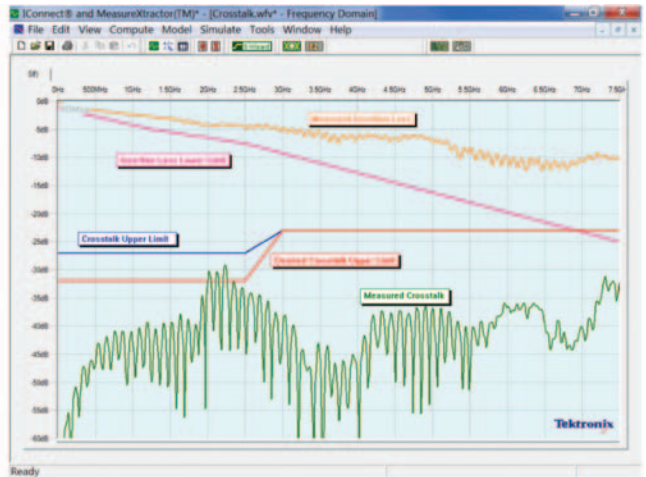 IConnect® and MeasureXtractor(TM)* - [Crosstalk.wfv* - Frequency Domain]
File Edit View Compute Model Simulate Tools Window Help
S(f)
0Hz 500MHz 1GHz 1.5GHz 2GHz 2.5GHz 3GHz 3.5GHz 4GHz 4.5GHz 5GHz 5.5GHz 6GHz 6.5GHz 7GHz 7.5GHz
0dB
Measured Insertion Loss
-5dB
-10dB
Insertion Loss Lower Limit
-15dB
-20dB
Crosstalk Upper Limit
-25dB
Crosstalk Upper Limit
-30dB
-35dB
Measured Crosstalk
-40dB
-45dB
-50dB
-55dB
Tektronix
-60dB
Ready